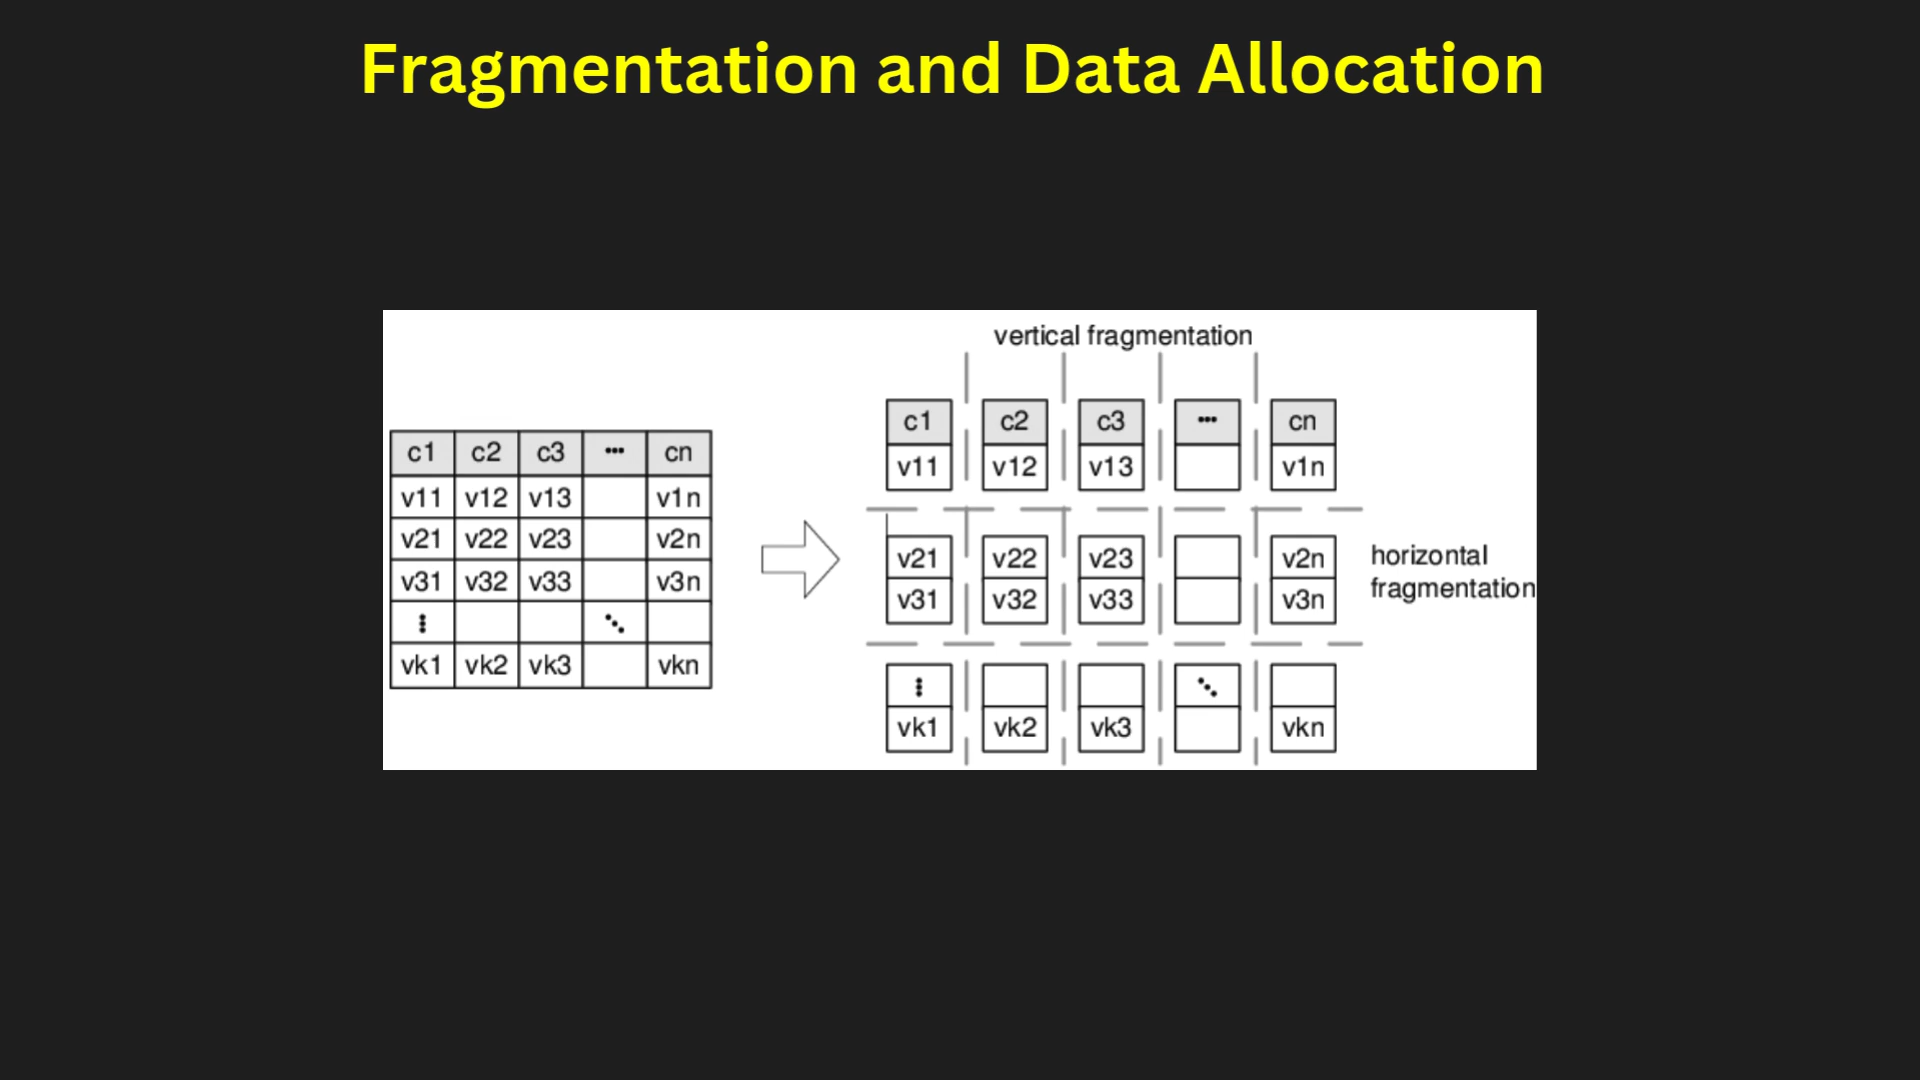 Fragmentation and Data Allocation
vertical fragmentation
c1 c2 c3 ••• cn
v11 v12 v13 v1n
v21 v22 v23 v2n
v31 v32 v33 v3n
vk1 vk2 vk3 vkn
c1 c2 c3 ••• cn
v11 v12 v13 v1n
v21 v22 v23 v2n
v31 v32 v33 v3n
vk1 vk2 vk3 vkn
horizontal
fragmentation